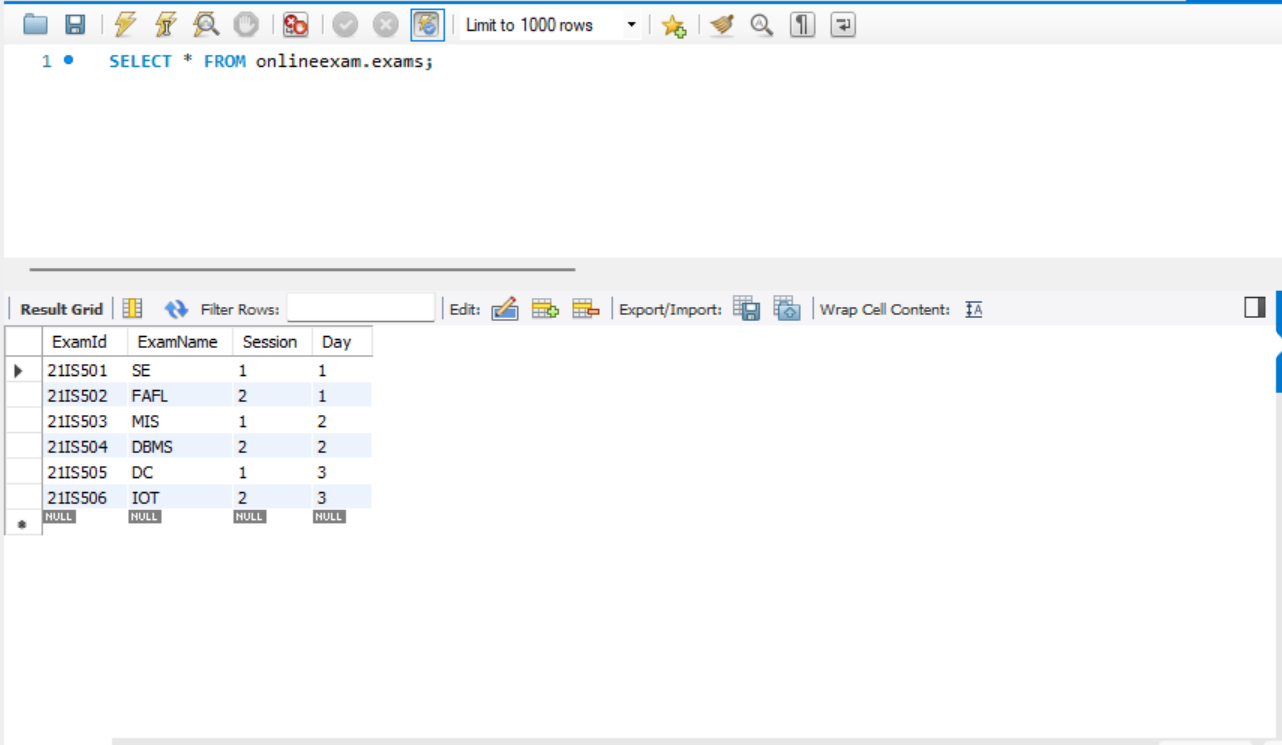 Limit to 1000 rows
1 SELECT * FROM onlineexam.exams;
Result Grid Filter Rows: Edit: Export/Import: Wrap Cell Content: IA
ExamId ExamName Session Day
21IS501 SE 1 1
21IS502 FAFL 2 1
21IS503 MIS 1 2
21IS504 DBMS 2 2
21IS505 DC 1 3
21IS506 IOT 2 3
NULL NULL NULL NULL